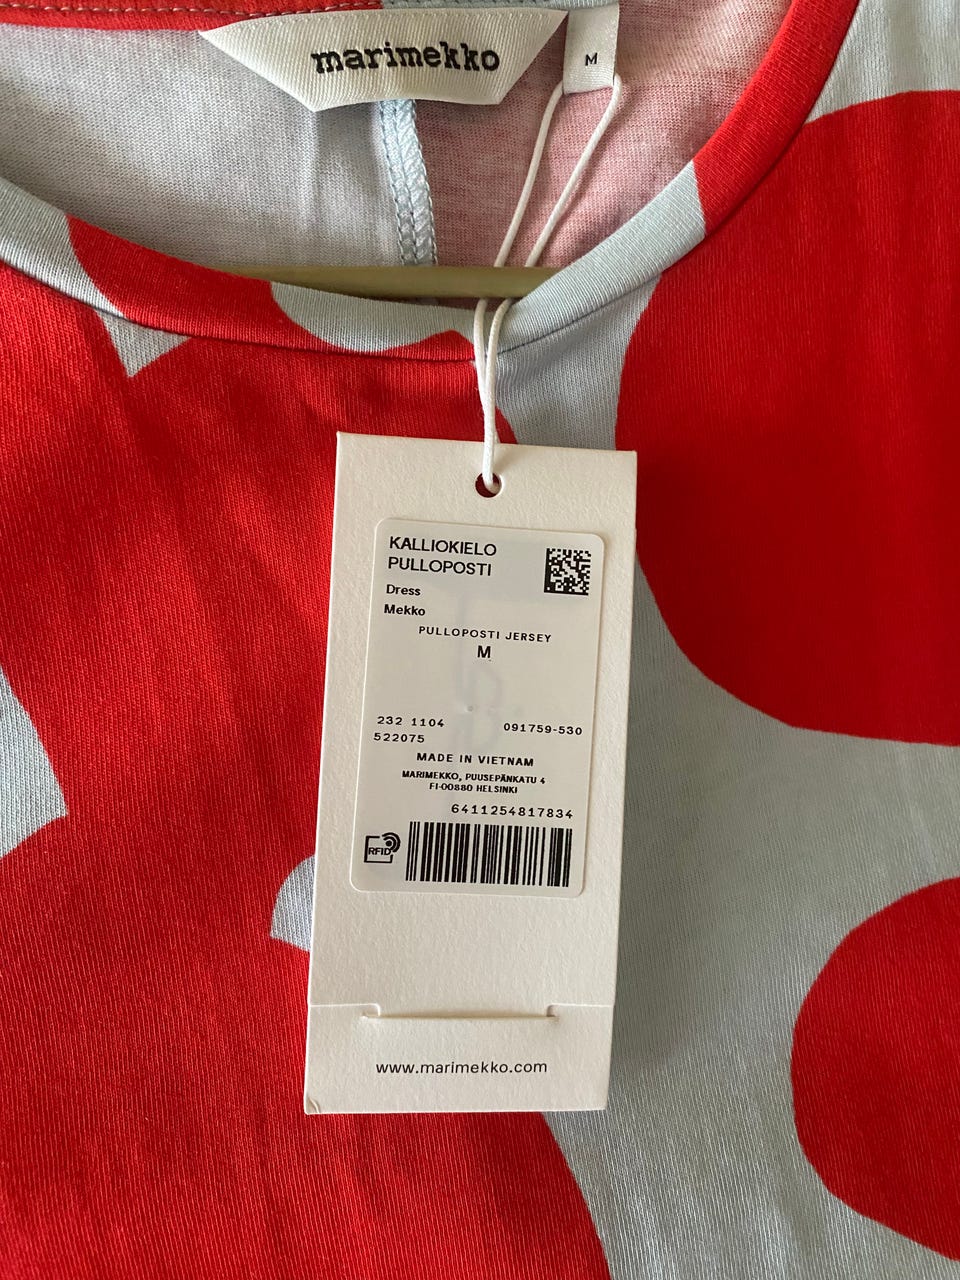 marimekko
M
KALLIOKIELO
PULLOPOSTI
Dress
Mekko
PULLOPOSTI JERSEY
M
232 1104
091759-530
522075
MADE IN VIETNAM
MARIMEKKO, PUUSEPÄNKATU 4
FI-00880 HELSINKI
6411254817834
RFID
www.marimekko.com